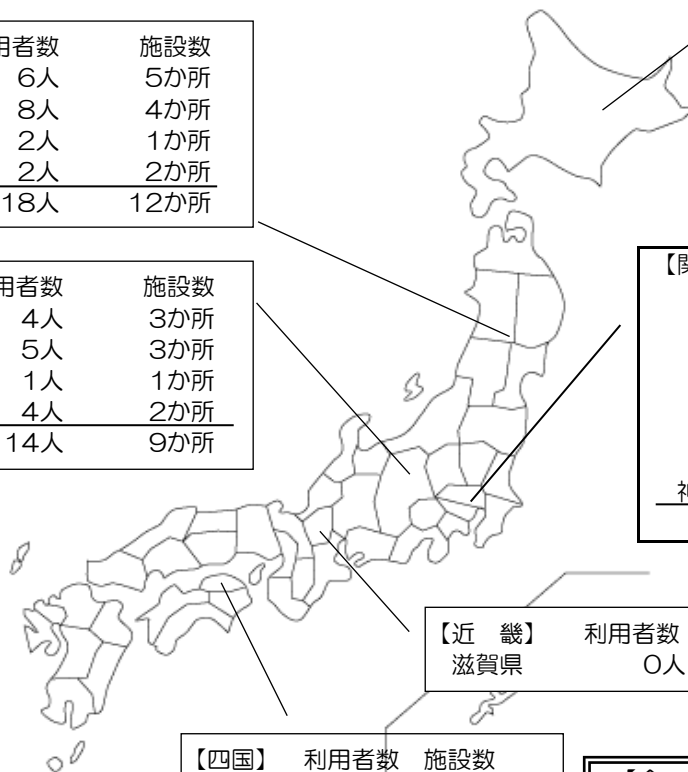 用者数 施設数
6人 5か所
8人 4か所
2人 1か所
2人 2か所
18人 12か所
用者数 施設数
4人 3か所
5人 3か所
1人 1か所
4人 2か所
14人 9か所
【関
神
【近 畿】 利用者数
滋賀県 0人
【四国】 利用者数 施設数